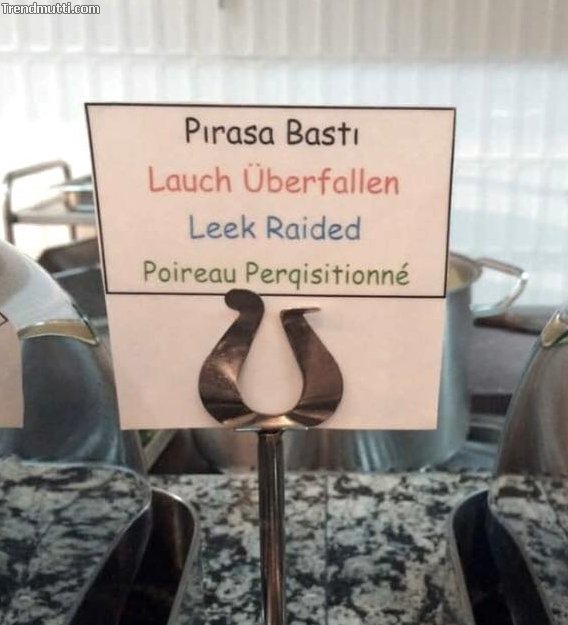 Trendmutti.com
Pırasa Bastı
Lauch Überfallen
Leek Raided
Poireau Perqisitionné